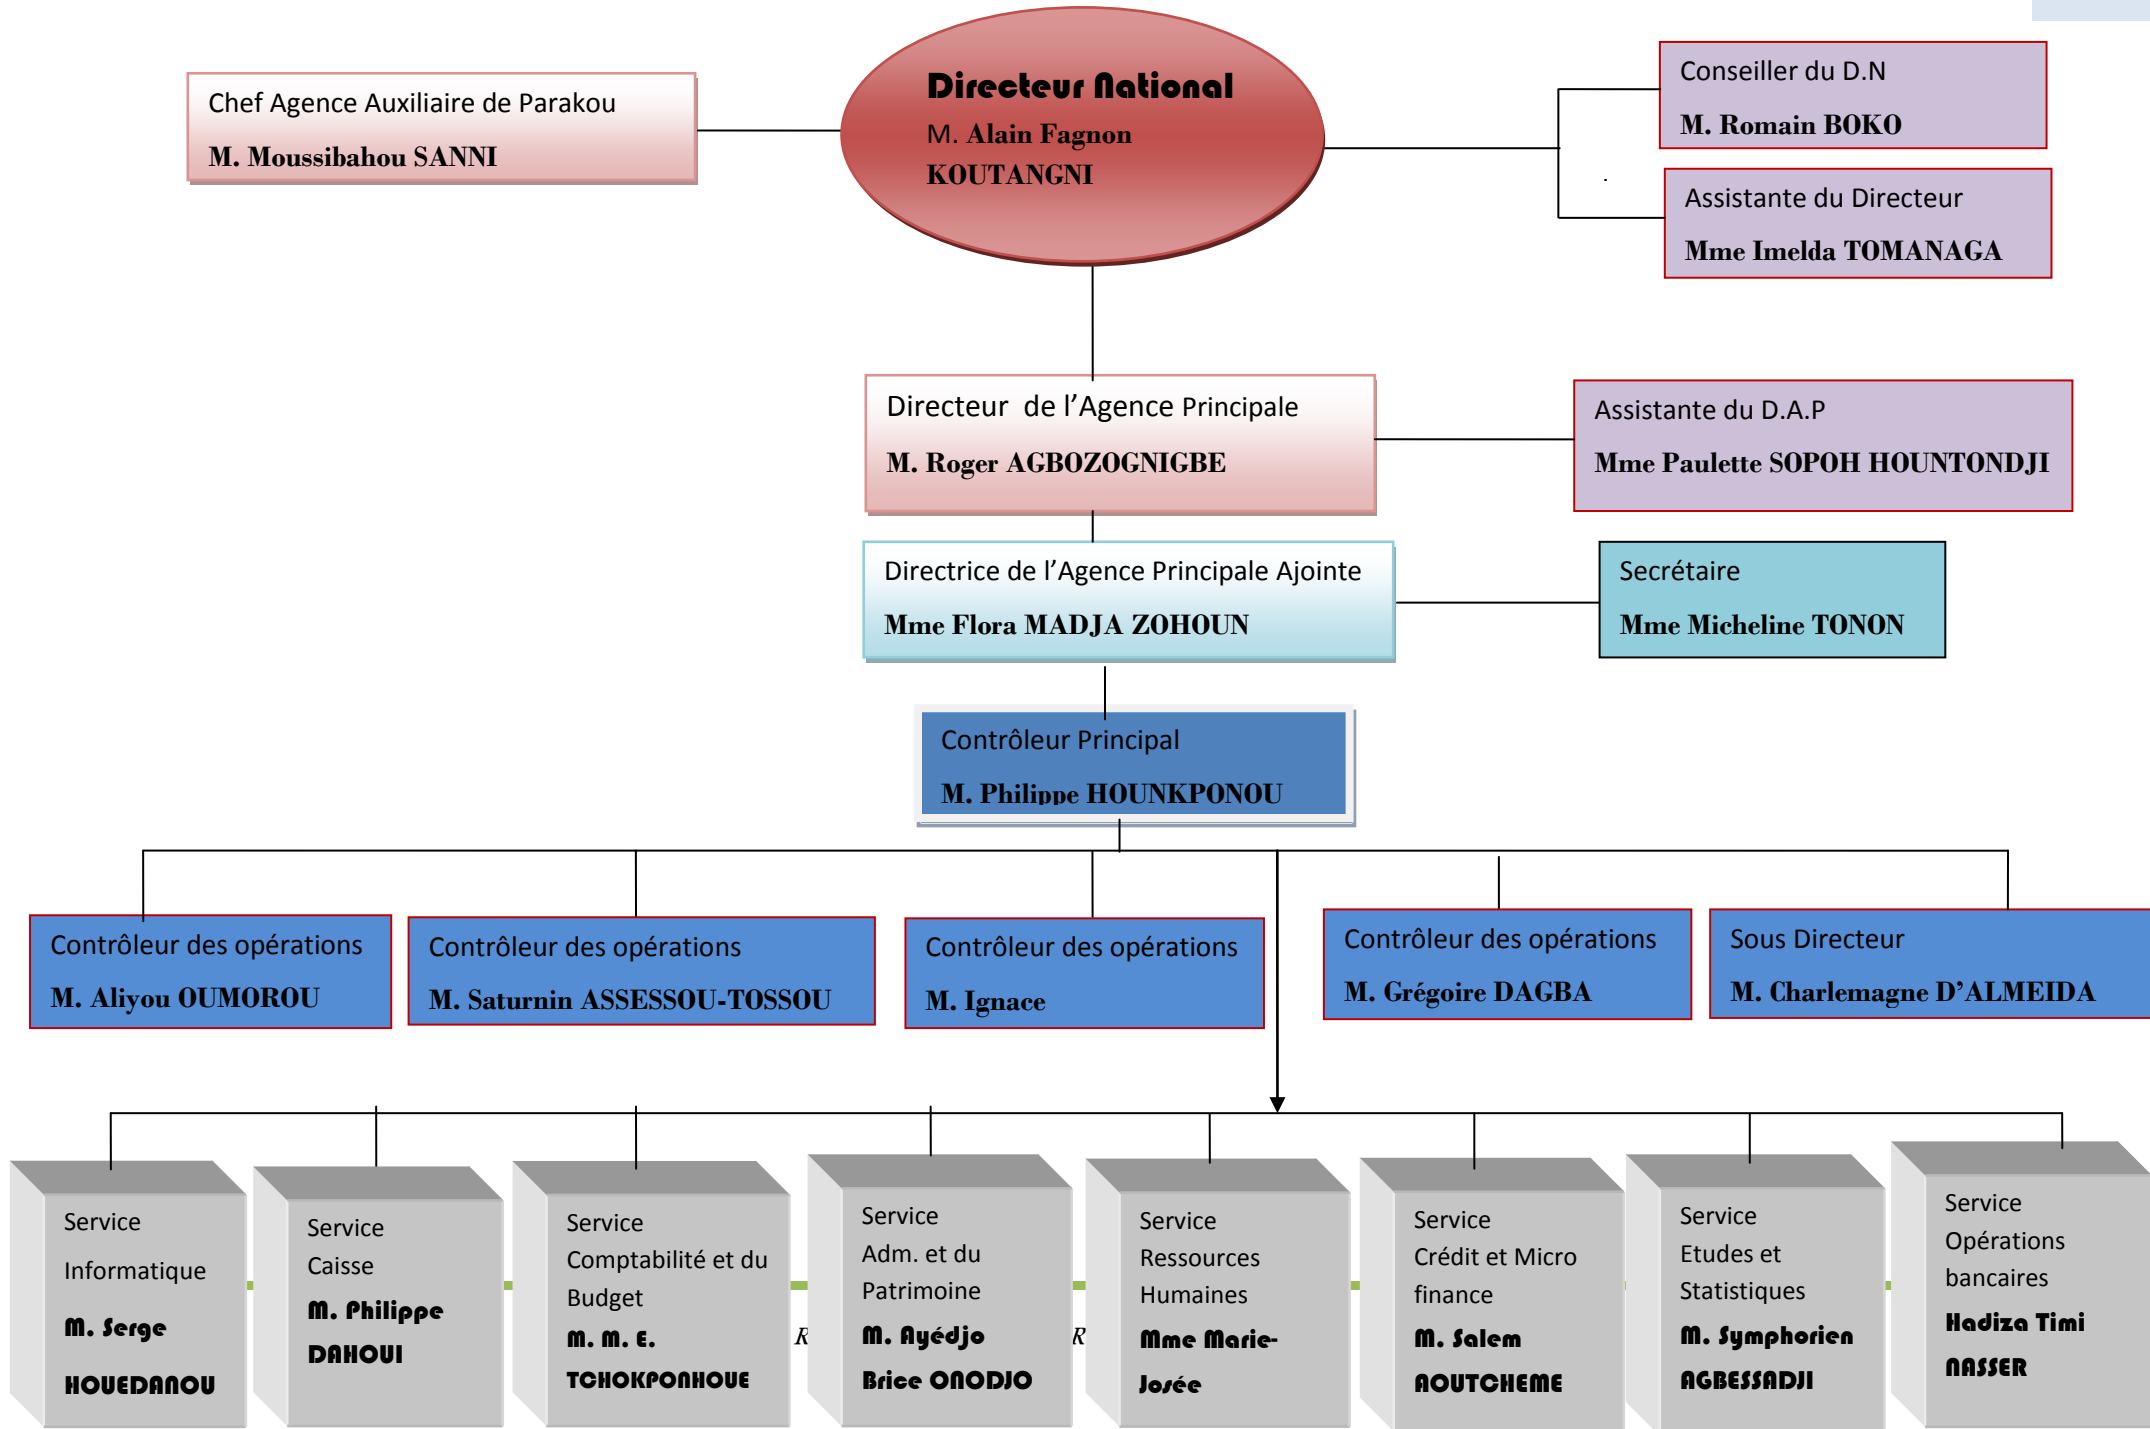 Directeur National
M. Alain Fagnon
KOUTANGNI
Chef Agence Auxiliaire de Parakou
M. Moussibahou SANNI
Conseiller du D.N
M. Romain BOKO
.
Assistante du Directeur
Mme Imelda TOMANAGA
Directeur de l’Agence Principale
M. Roger AGBOZOGNIGBE
Assistante du D.A.P
Mme Paulette SOPOH HOUNTONDJI
Directrice de l’Agence Principale Ajointe
Mme Flora MADJA ZOHOUN
Secrétaire
Mme Micheline TONON
Contrôleur Principal
M. Philippe HOUNKPONOU
Contrôleur des opérations
M. Aliyou OUMOROU
Contrôleur des opérations
M. Saturnin ASSESSOU-TOSSOU
Contrôleur des opérations
M. Ignace
Contrôleur des opérations
M. Grégoire DAGBA
Sous Directeur
M. Charlemagne D’ALMEIDA
Service
Informatique
M. Serge
HOUEDANOU
Service
Caisse
M. Philippe
DAHOUI
Service
Comptabilité et du
Budget
M. M. E.
TCHOKPONHOUE
R
Service
Adm. et du
Patrimoine
M. Ayédjo
Brice ONODJO
R
Service
Ressources
Humaines
Mme Marie-
Josée
Service
Crédit et Micro
finance
M. Salem
AOUTCHEME
Service
Etudes et
Statistiques
M. Symphorien
AGBESSADJI
Service
Opérations
bancaires
Hadiza Timi
NASSER